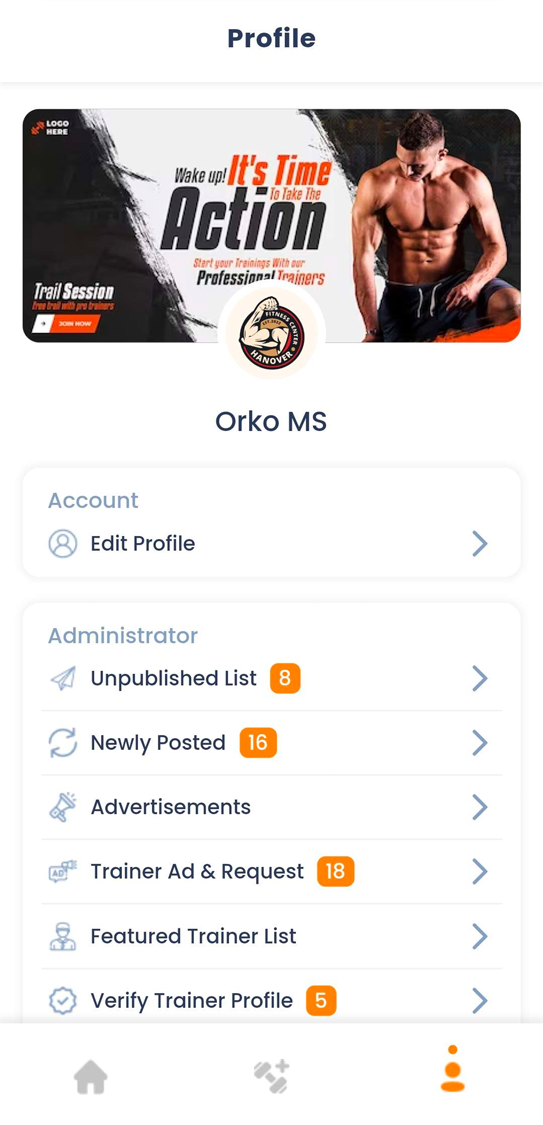 Profile
LOGO
HERE
Wake up! It's Time
To Take The
Action
Start your Trainings With our
Professional Trainers
Trail Session
free trail with pro trainers
JOIN NOW
FITNESS CENTER
HANOVER
Orko MS
Account
Edit Profile
Administrator
Unpublished List 8
Newly Posted 16
Advertisements
AD Trainer Ad & Request 18
Featured Trainer List
Verify Trainer Profile 5